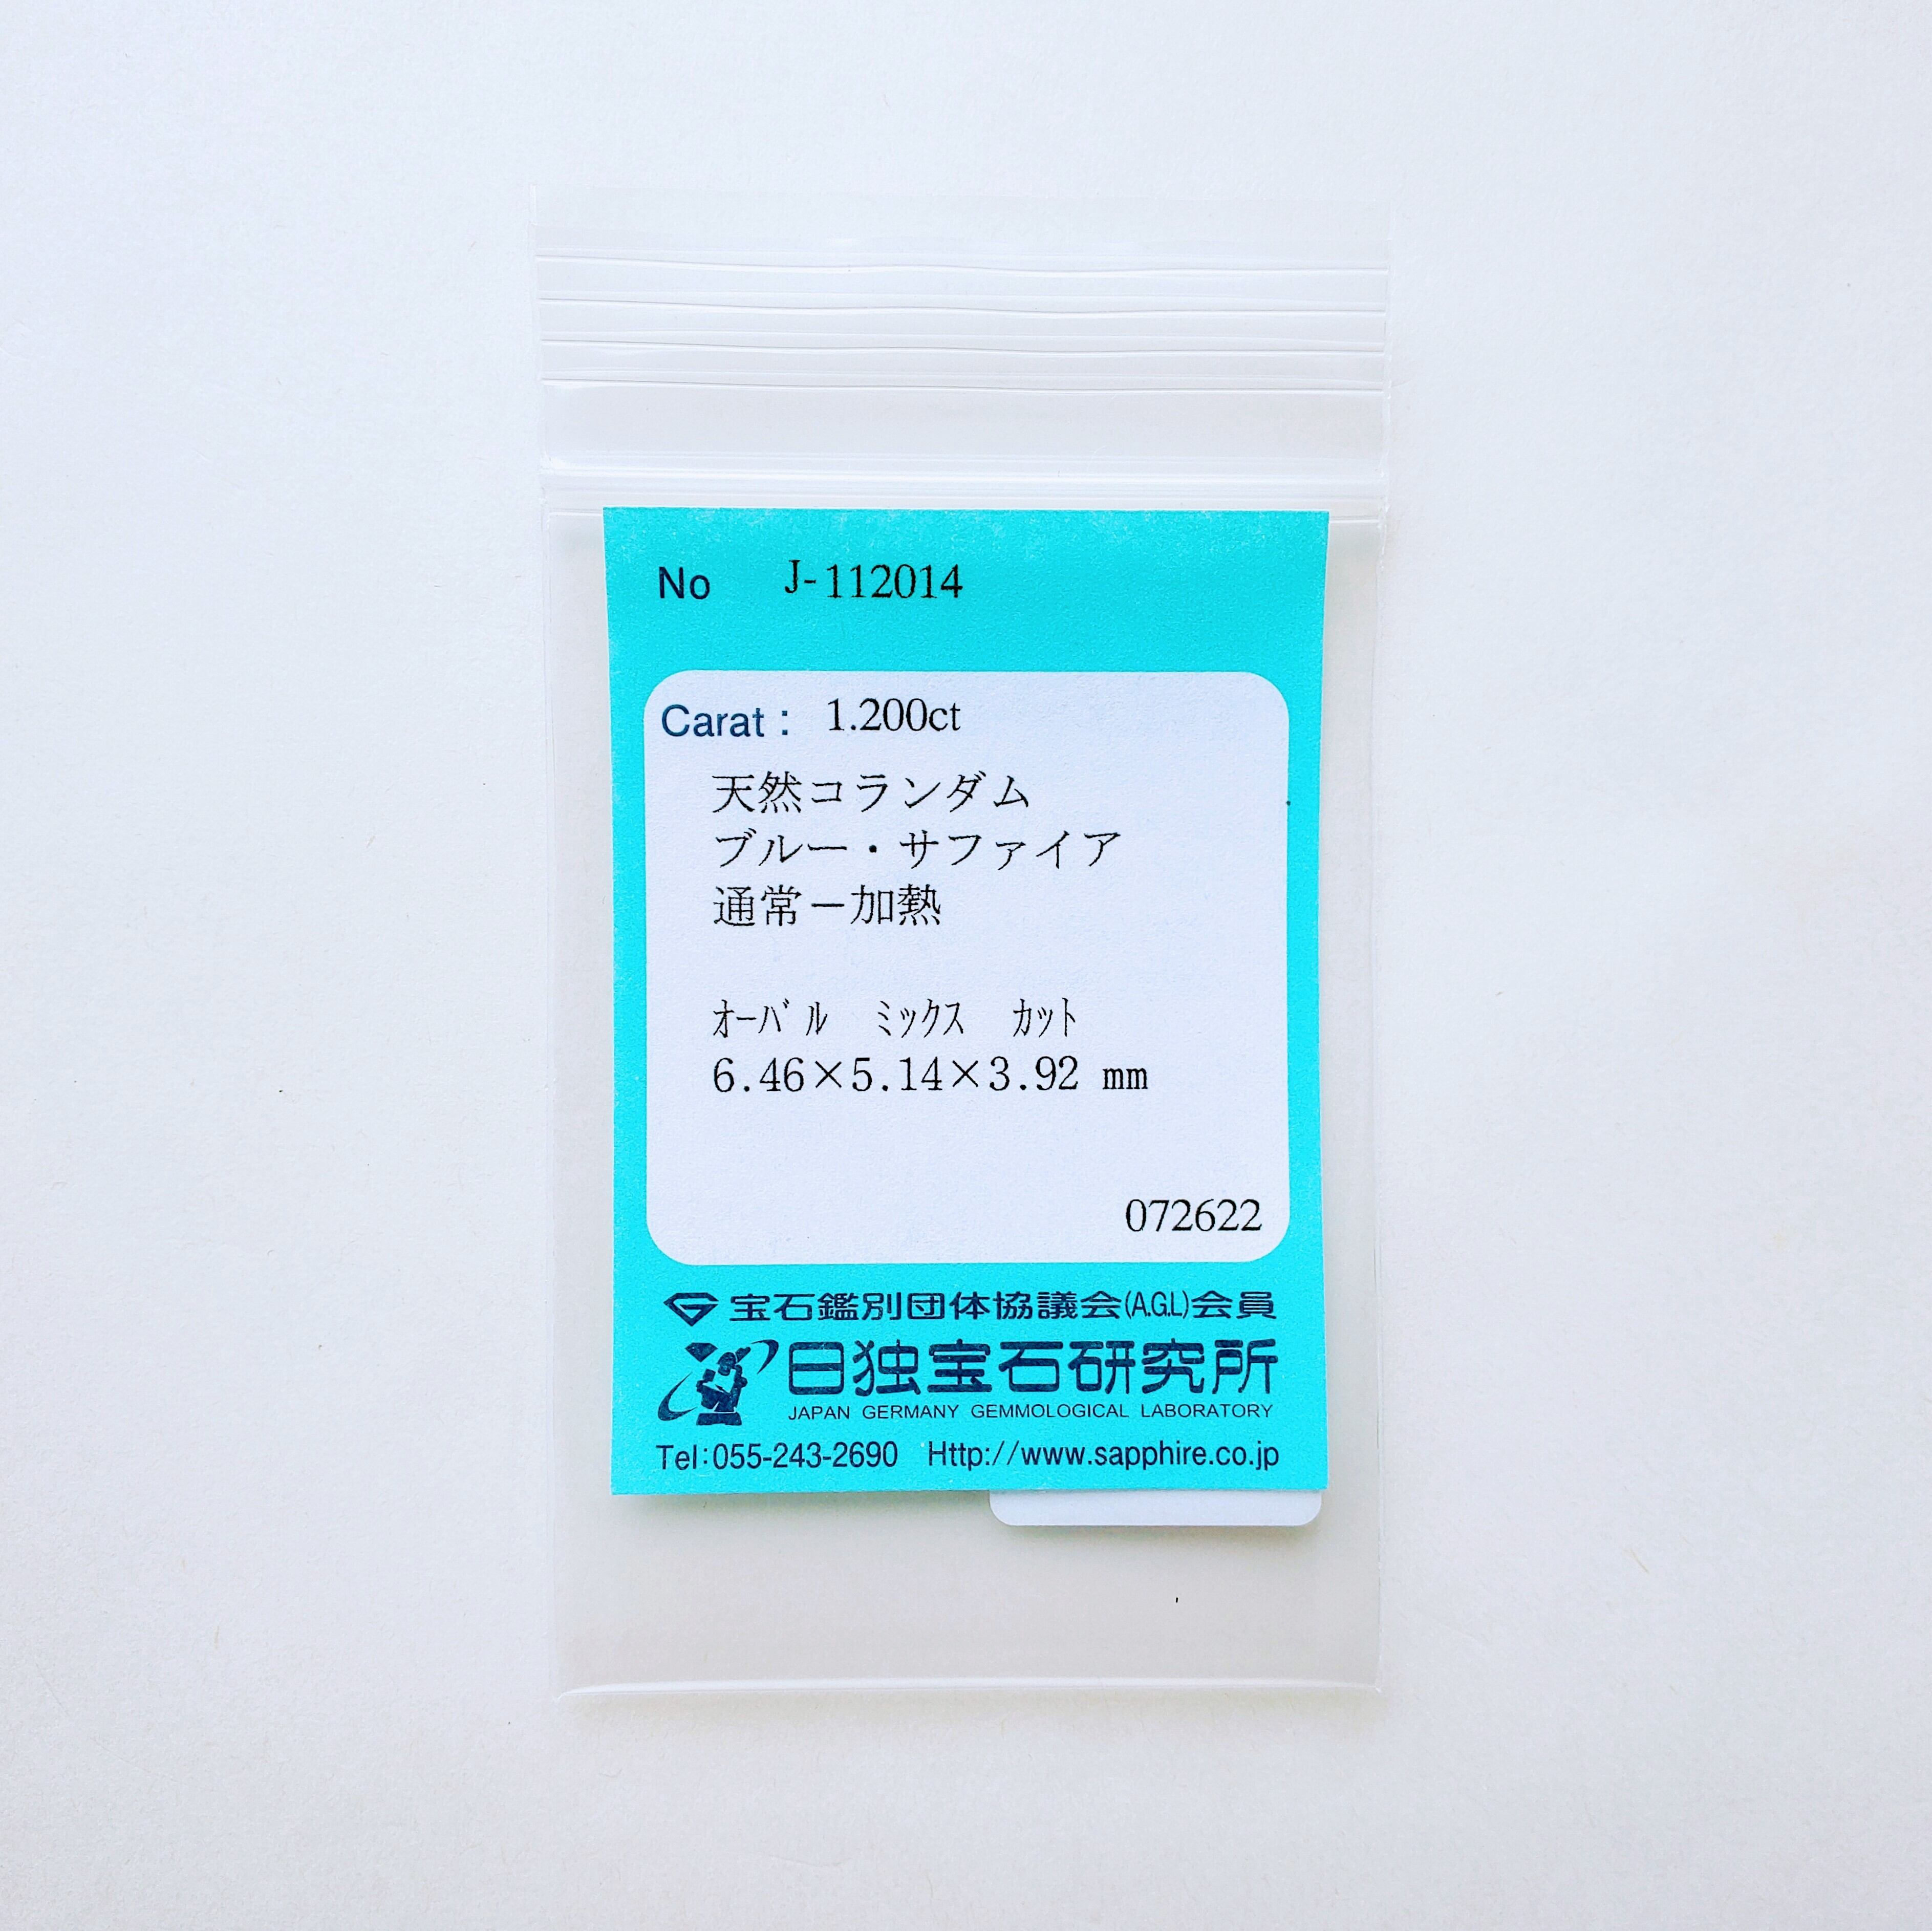 No J-112014
Carat： 1.200ct
天然コランダム
ブルー・サファイア
通常－加熱
ｵｰﾊﾞﾙ ﾐｯｸｽ ｶｯﾄ
6.46×5.14×3.92 mm
072622
宝石鑑別団体協議会(A.G.L)会員
日独宝石研究所
JAPAN GERMANY GEMMOLOGICAL LABORATORY
Tel:055-243-2690 Http://www.sapphire.co.jp